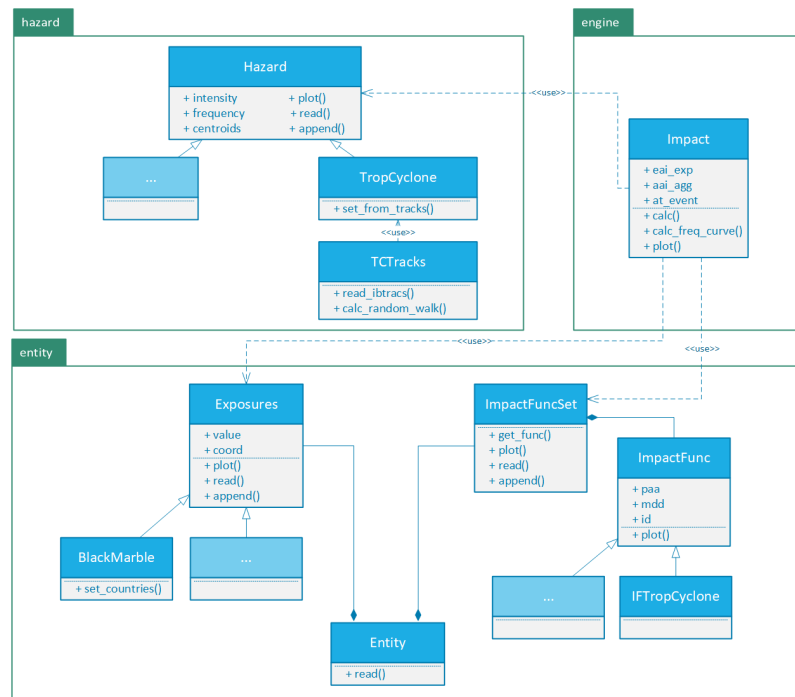 hazard
engine
Hazard
+ intensity + plot()
+ frequency + read()
+ centroids + append()
<<use>>
Impact
+ eai_exp
+ aai_agg
+ at_event
+ calc()
+ calc_freq_curve()
+ plot()
...
TropCyclone
+ set_from_tracks()
<<use>>
TCTracks
+ read_ibtracs()
+ calc_random_walk()
<<use>>
<<use>>
entity
Exposures
+ value
+ coord
+ plot()
+ read()
+ append()
ImpactFuncSet
+ get_func()
+ plot()
+ read()
+ append()
ImpactFunc
+ paa
+ mdd
+ id
+ plot()
BlackMarble
+ set_countries()
...
...
IFTropCyclone
Entity
+ read()